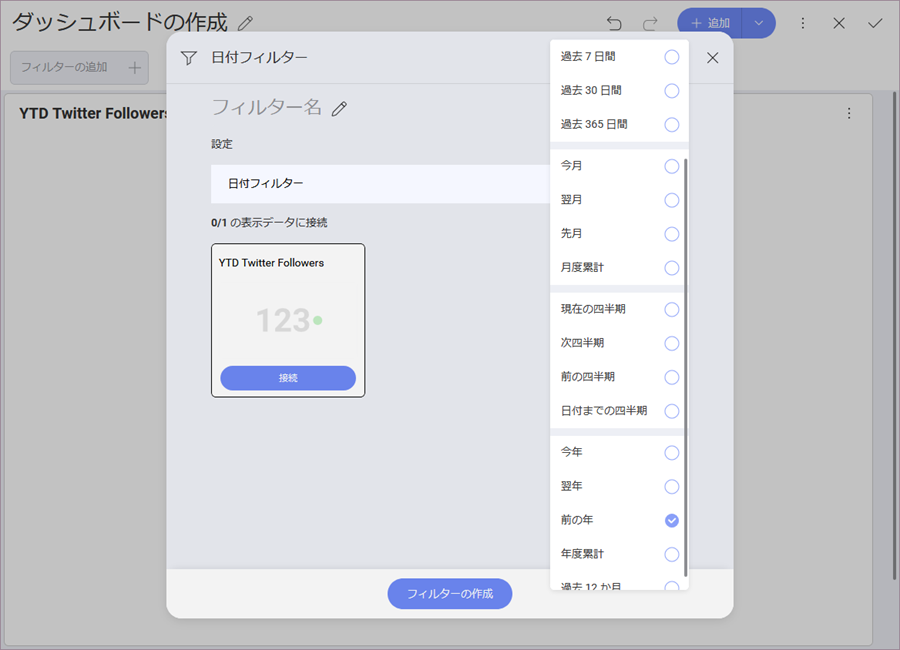 ダッシュボードの作成
追加
フィルターの追加
YTD Twitter Followers
日付フィルター
フィルター名
設定
日付フィルター
0/1 の表示データに接続
YTD Twitter Followers
123
接続
フィルターの作成
過去 7 日間
過去 30 日間
過去 365 日間
今月
翌月
先月
月度累計
現在の四半期
次四半期
前の四半期
日付までの四半期
今年
翌年
前の年
年度累計
過去 12 か月